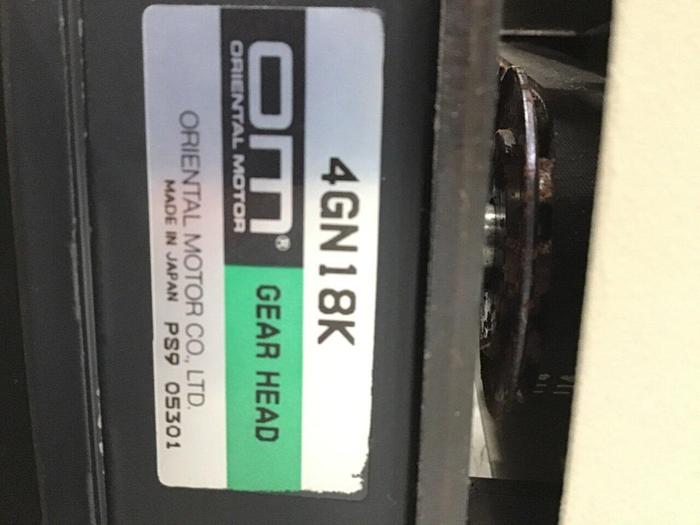 4GN18K
om®
ORIENTAL MOTOR
GEAR HEAD
ORIENTAL MOTOR CO., LTD.
MADE IN JAPAN PS9 05301